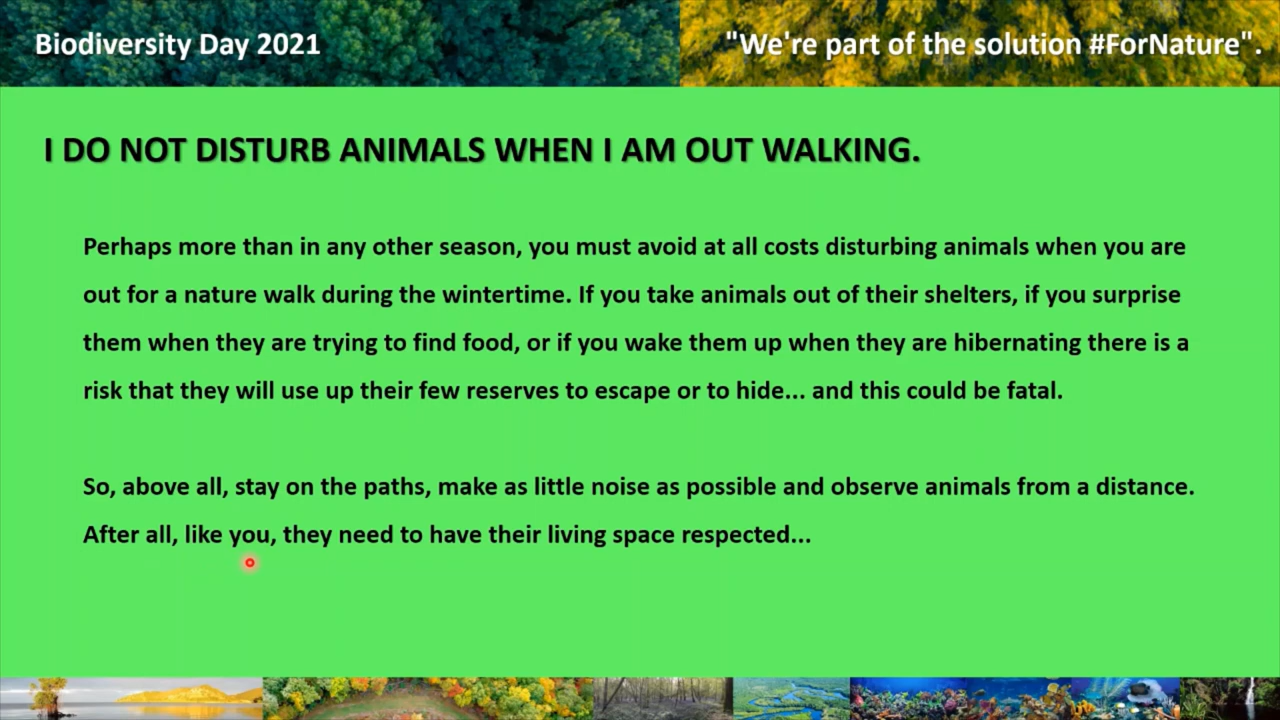 Biodiversity Day 2021
"We're part of the solution #ForNature".
I DO NOT DISTURB ANIMALS WHEN I AM OUT WALKING.
Perhaps more than in any other season, you must avoid at all costs disturbing animals when you are
out for a nature walk during the wintertime. If you take animals out of their shelters, if you surprise
them when they are trying to find food, or if you wake them up when they are hibernating there is a
risk that they will use up their few reserves to escape or to hide... and this could be fatal.
So, above all, stay on the paths, make as little noise as possible and observe animals from a distance.
After all, like you, they need to have their living space respected...